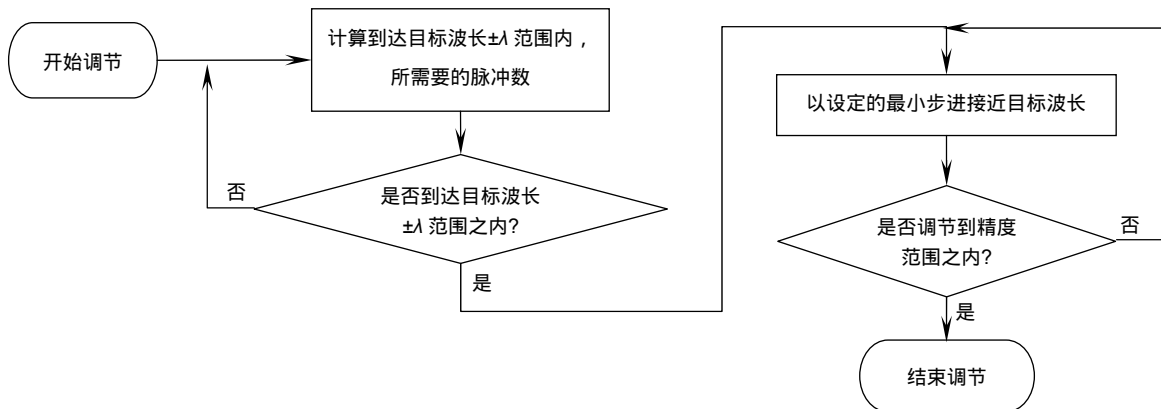 开始调节
计算到达目标波长±λ 范围内，
所需要的脉冲数
否
是否到达目标波长
±λ 范围之内?
是
以设定的最小步进接近目标波长
是否调节到精度
范围之内?
否
是
结束调节